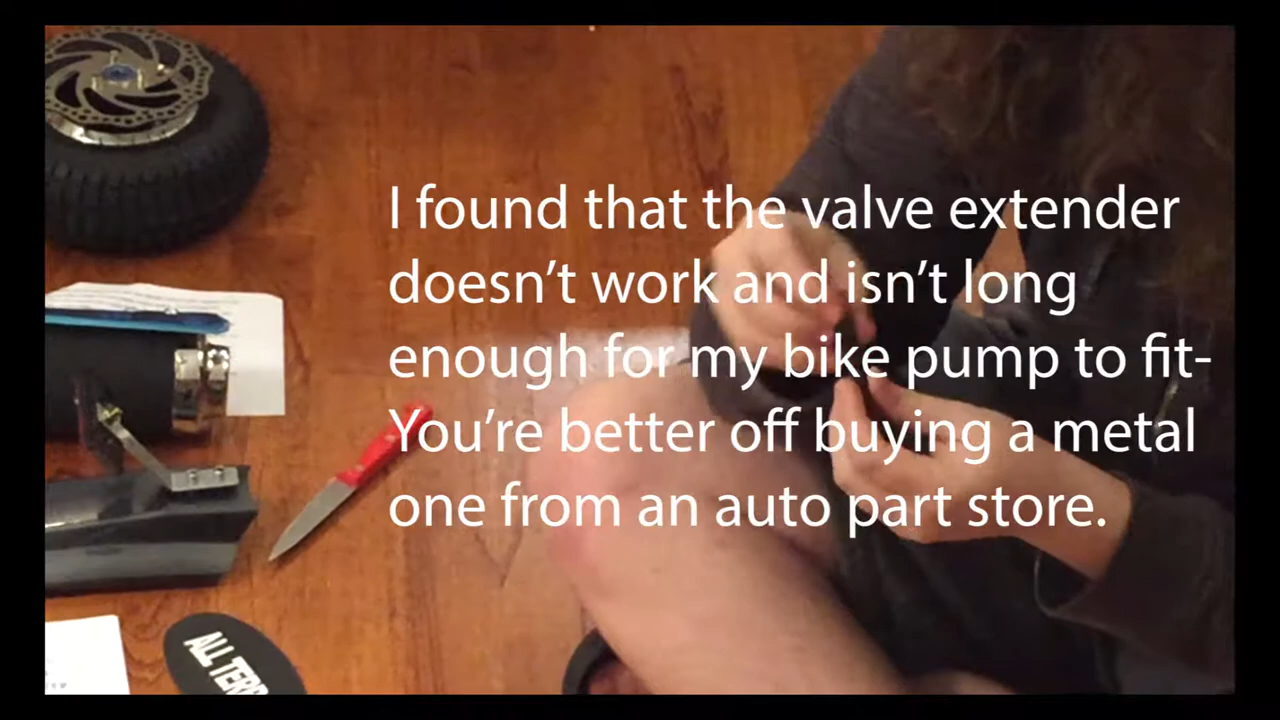 I found that the valve extender
doesn’t work and isn’t long
enough for my bike pump to fit-
You’re better off buying a metal
one from an auto part store.
ALL